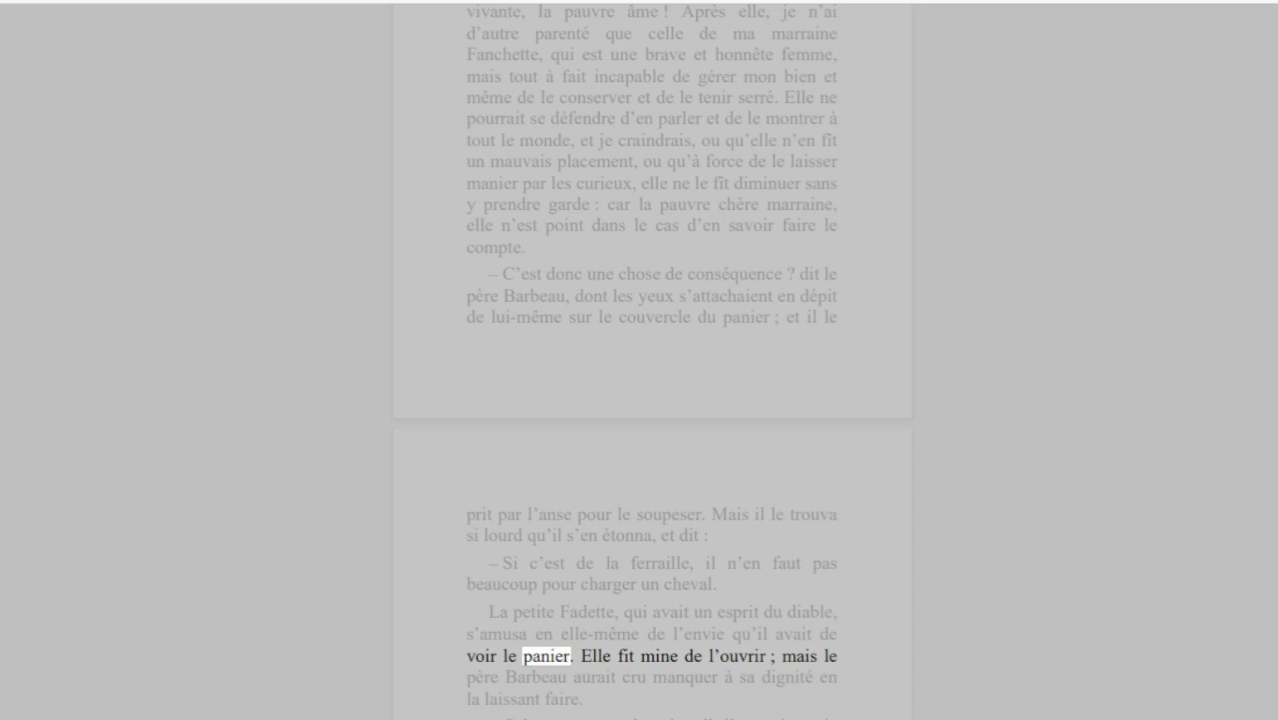 vivante, la pauvre âme ! Après elle, je n’ai
d’autre parenté que celle de ma marraine
Fanchette, qui est une brave et honnête femme,
mais tout à fait incapable de gérer mon bien et
même de le conserver et de le tenir serré. Elle ne
pourrait se défendre d’en parler et de le montrer à
tout le monde, et je craindrais, ou qu’elle n’en fît
un mauvais placement, ou qu’à force de le laisser
manier par les curieux, elle ne le fît diminuer sans
y prendre garde : car la pauvre chère marraine,
elle n’est point dans le cas d’en savoir faire le
compte.
– C’est donc une chose de conséquence ? dit le
père Barbeau, dont les yeux s’attachaient en dépit
de lui-même sur le couvercle du panier ; et il le
prit par l’anse pour le soupeser. Mais il le trouva
si lourd qu’il s’en étonna, et dit :
– Si c’est de la ferraille, il n’en faut pas
beaucoup pour charger un cheval.
La petite Fadette, qui avait un esprit du diable,
s’amusa en elle-même de l’envie qu’il avait de
voir le panier. Elle fit mine de l’ouvrir ; mais le
père Barbeau aurait cru manquer à sa dignité en
la laissant faire.